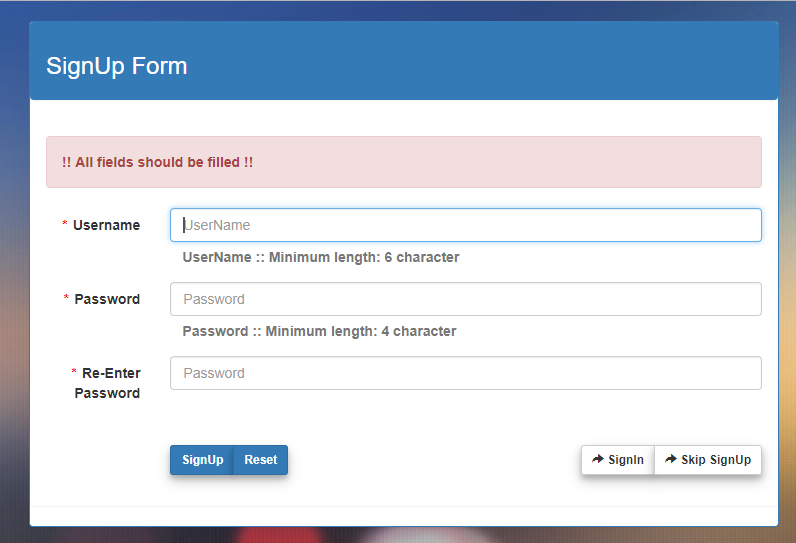 SignUp Form
!! All fields should be filled !!
* Username
UserName
UserName :: Minimum length: 6 character
* Password
Password
Password :: Minimum length: 4 character
* Re-Enter
Password
Password
SignUp Reset SignIn Skip SignUp